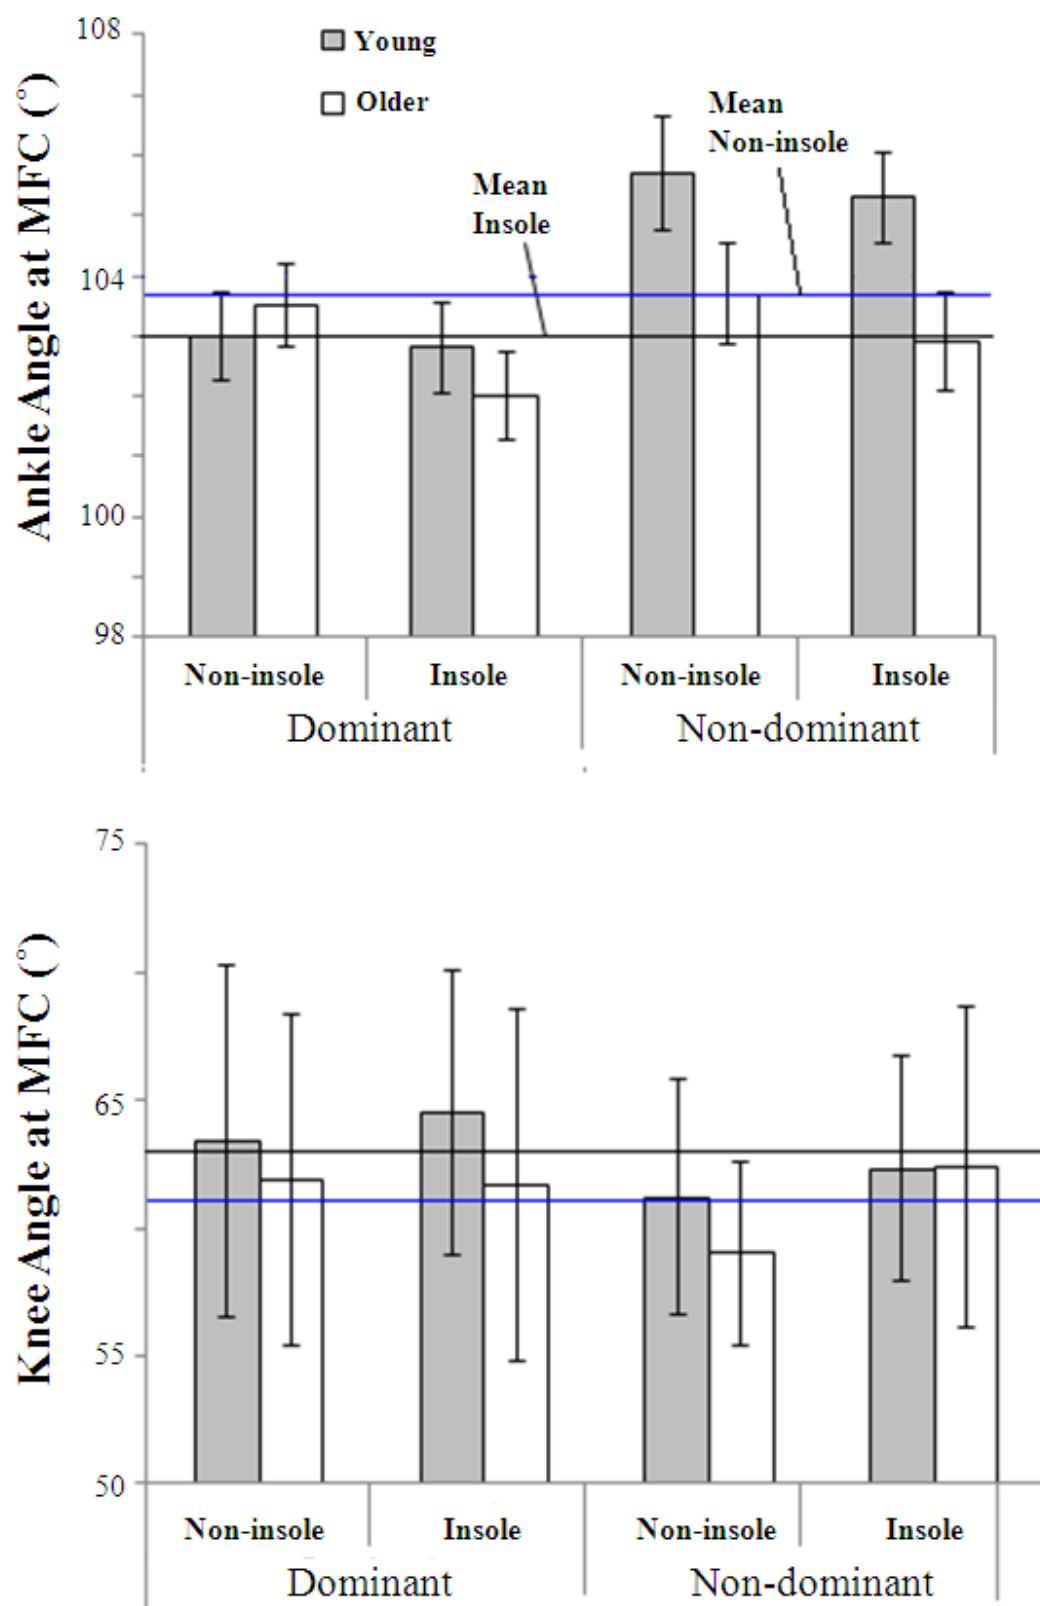 108
Young
Older
Mean
Non-insole
Mean
Insole
104
100
98
Ankle Angle at MFC (°)
Non-insole Insole Non-insole Insole
Dominant Non-dominant
75
65
55
50
Knee Angle at MFC (°)
Non-insole Insole Non-insole Insole
Dominant Non-dominant